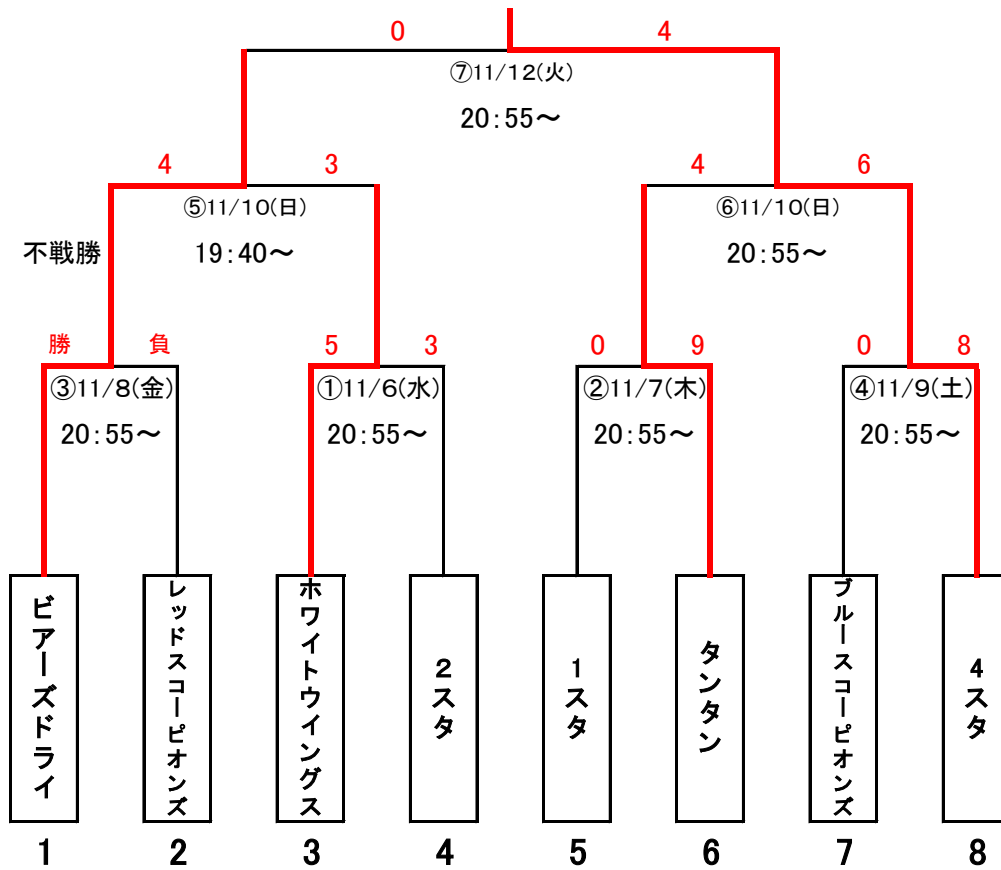 0 4
⑦11/12(火)
20:55～
4 3 4 6
⑤11/10(日) ⑥11/10(日)
不戦勝 19:40～ 20:55～
勝 負 5 3 0 9 0 8
③11/8(金) ①11/6(水) ②11/7(木) ④11/9(土)
20:55～ 20:55～ 20:55～ 20:55～
ビアーズドライ
レッドスコーピオンズ
ホワイトウイングス
2スタ
1スタ
タンタン
ブルースコーピオンズ
4スタ
1 2 3 4 5 6 7 8